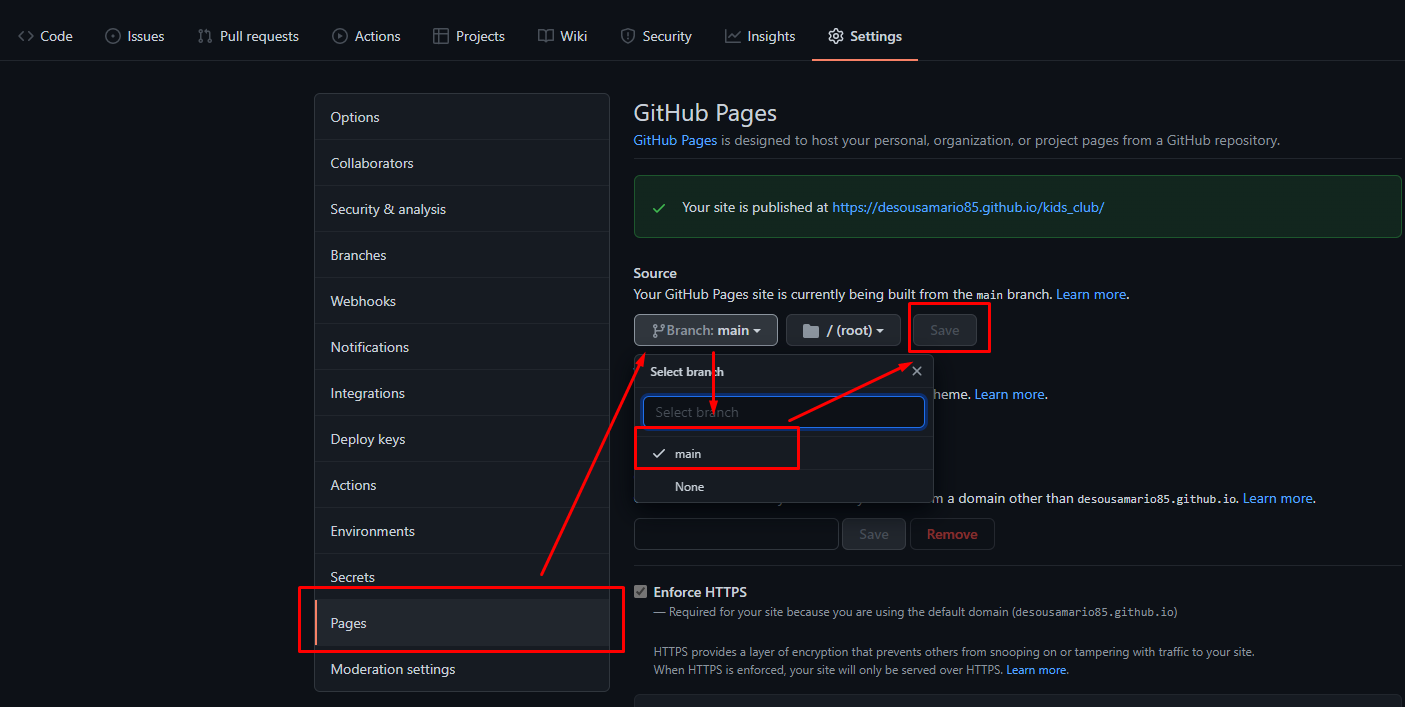 Code Issues Pull requests Actions Projects Wiki Security Insights Settings
Options
Collaborators
Security & analysis
Branches
Webhooks
Notifications
Integrations
Deploy keys
Actions
Environments
Secrets
Pages
Moderation settings
GitHub Pages
GitHub Pages is designed to host your personal, organization, or project pages from a GitHub repository.
Your site is published at https://desousamario85.github.io/kids_club/
Source
Your GitHub Pages site is currently being built from the main branch. Learn more.
Branch: main / (root) Save
Select branch
Select branch
heme. Learn more.
main
None
m a domain other than desousamario85.github.io. Learn more.
Save Remove
Enforce HTTPS
— Required for your site because you are using the default domain (desousamario85.github.io)
HTTPS provides a layer of encryption that prevents others from snooping on or tampering with traffic to your site.
When HTTPS is enforced, your site will only be served over HTTPS. Learn more.